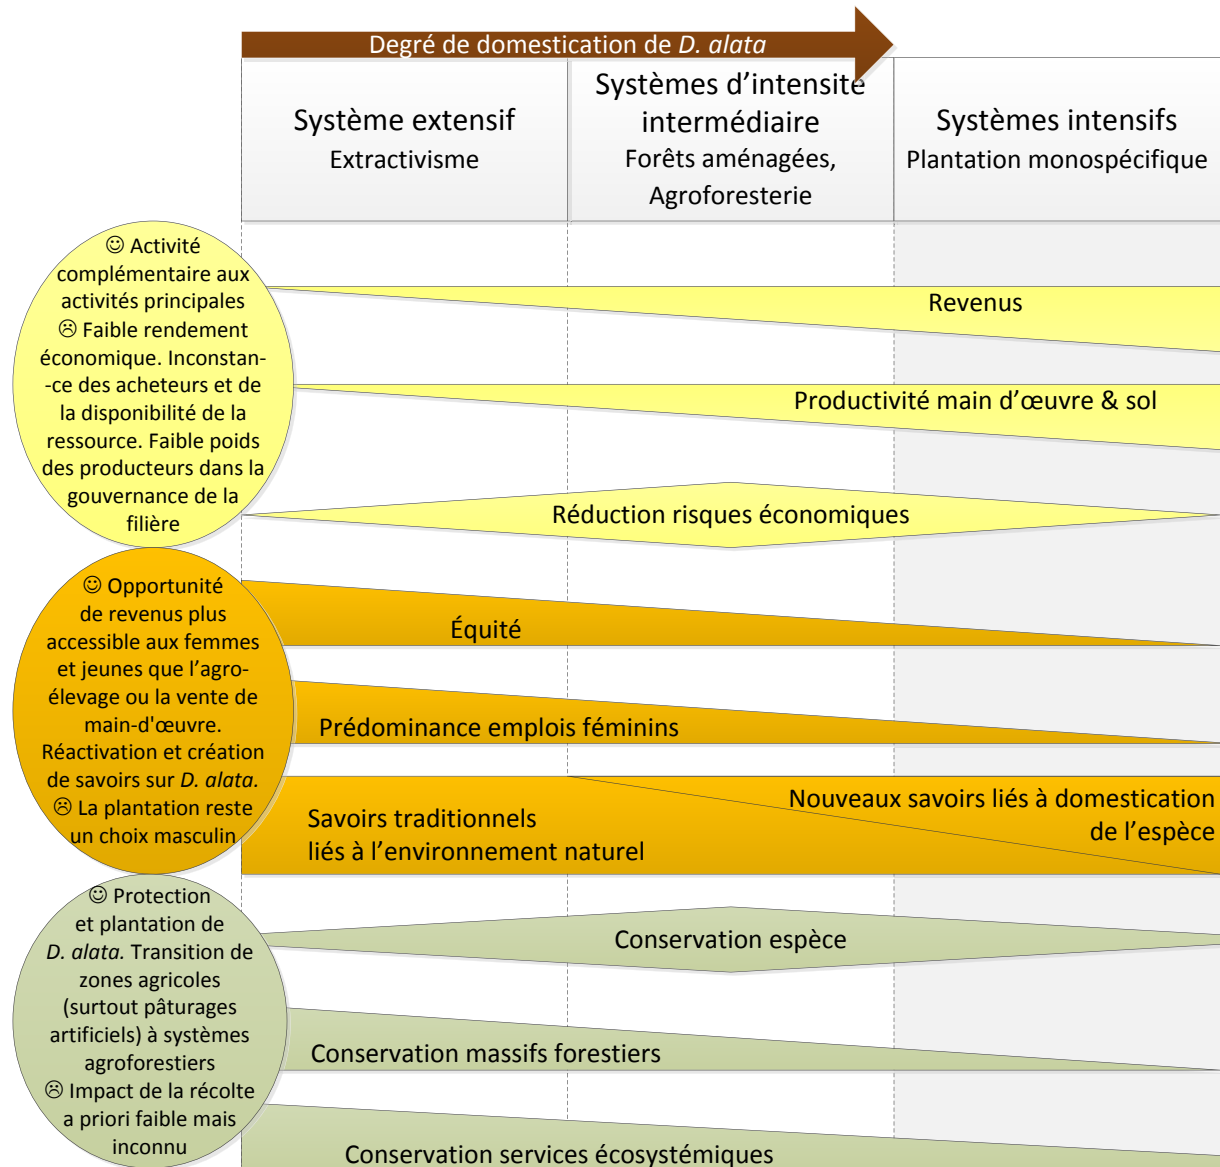 Degré de domestication de D. alata
Système extensif
Extractivisme
Systèmes d'intensité
intermédiaire
Forêts aménagées,
Agroforesterie
Systèmes intensifs
Plantation monospécifique
☺ Activité
complémentaire aux
activités principales
☹ Faible rendement
économique. Inconstan-
-ce des acheteurs et de
la disponibilité de la
ressource. Faible poids
des producteurs dans la
gouvernance de la
filière
Revenus
Productivité main d'œuvre & sol
Réduction risques économiques
☺ Opportunité
de revenus plus
accessible aux femmes
et jeunes que l'agro-
élevage ou la vente de
main-d'œuvre.
Réactivation et création
de savoirs sur D. alata.
☹ La plantation reste
un choix masculin
Équité
Prédominance emplois féminins
Savoirs traditionnels
liés à l'environnement naturel
Nouveaux savoirs liés à domestication
de l'espèce
☺ Protection
et plantation de
D. alata. Transition de
zones agricoles
(surtout pâturages
artificiels) à systèmes
agroforestiers
☹ Impact de la récolte
a priori faible mais
inconnu
Conservation espèce
Conservation massifs forestiers
Conservation services écosystémiques